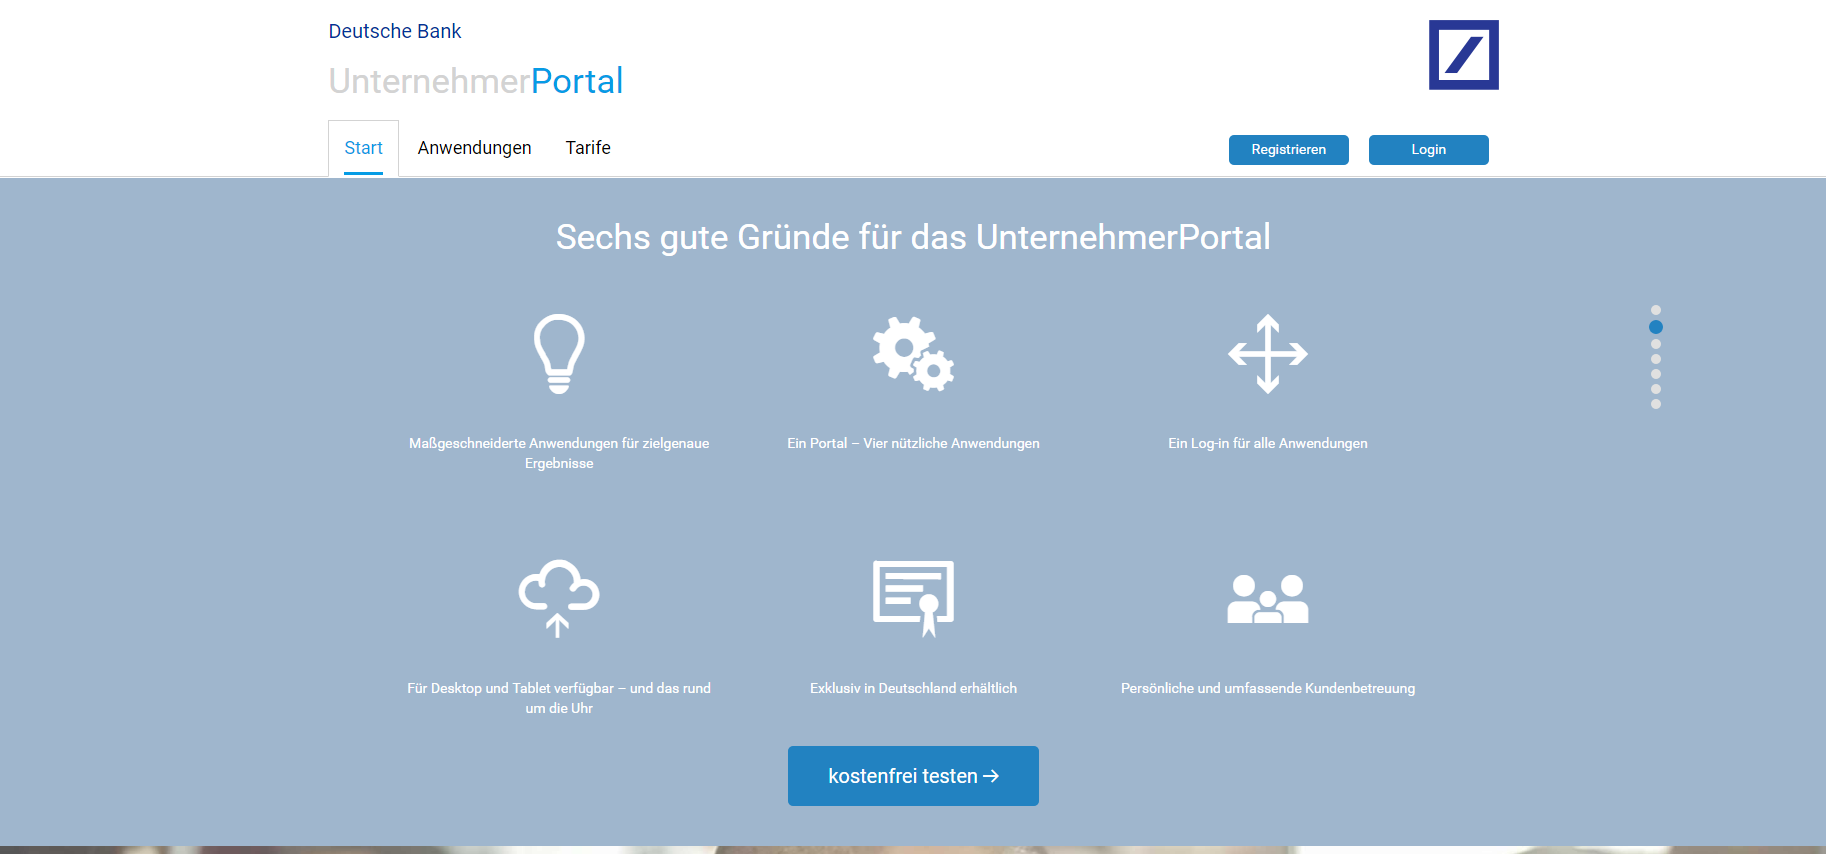 Deutsche Bank
UnternehmerPortal
Start Anwendungen Tarife
Registrieren Login
Sechs gute Gründe für das UnternehmerPortal
Maßgeschneiderte Anwendungen für zielgenaue
Ergebnisse
Ein Portal – Vier nützliche Anwendungen
Ein Log-in für alle Anwendungen
Für Desktop und Tablet verfügbar – und das rund
um die Uhr
Exklusiv in Deutschland erhältlich
Persönliche und umfassende Kundenbetreuung
kostenfrei testen →